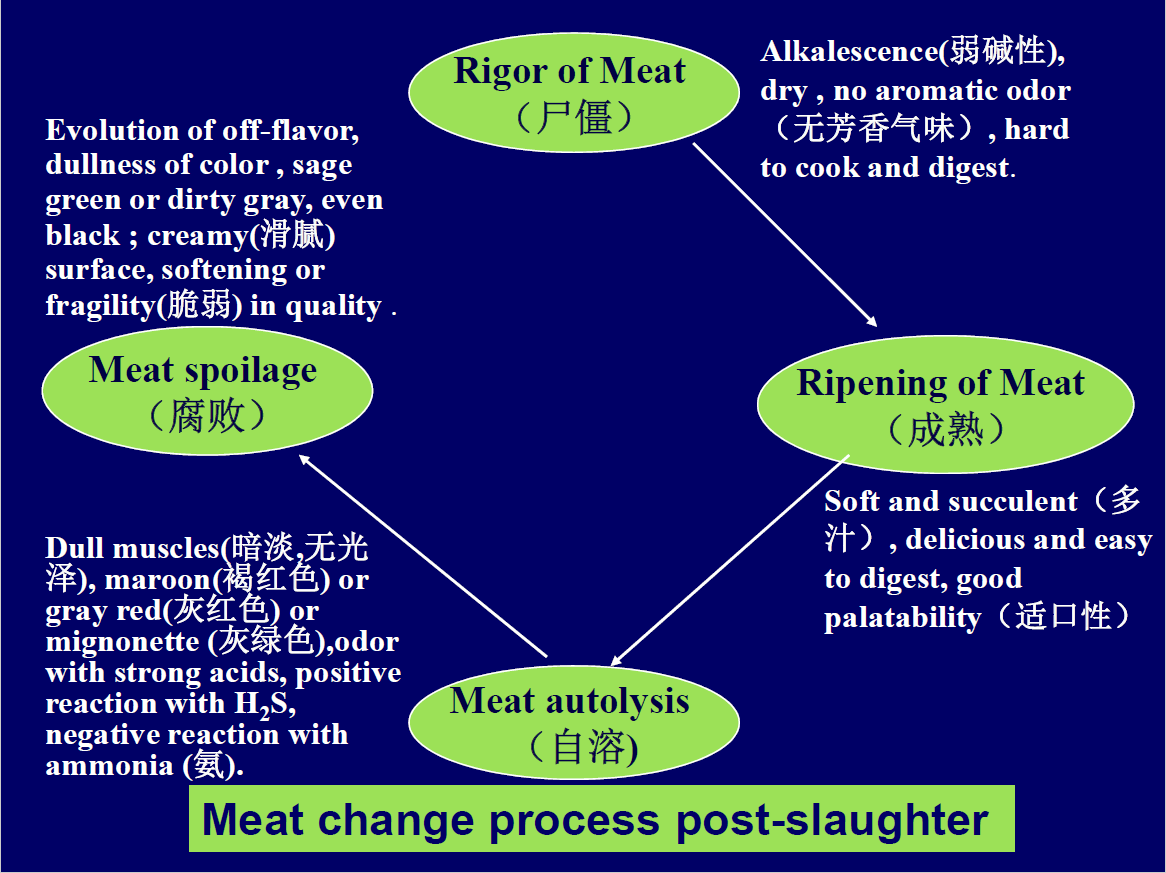 Rigor of Meat
（尸僵）
Alkalescence(弱碱性),
dry , no aromatic odor
（无芳香气味）, hard
to cook and digest.
Ripening of Meat
（成熟）
Soft and succulent（多
汁）, delicious and easy
to digest, good
palatability（适口性）
Meat autolysis
（自溶)
Dull muscles(暗淡,无光
泽), maroon(褐红色) or
gray red(灰红色) or
mignonette (灰绿色),odor
with strong acids, positive
reaction with H₂S,
negative reaction with
ammonia (氨).
Meat spoilage
（腐败）
Evolution of off-flavor,
dullness of color , sage
green or dirty gray, even
black ; creamy(滑腻)
surface, softening or
fragility(脆弱) in quality .
Meat change process post-slaughter